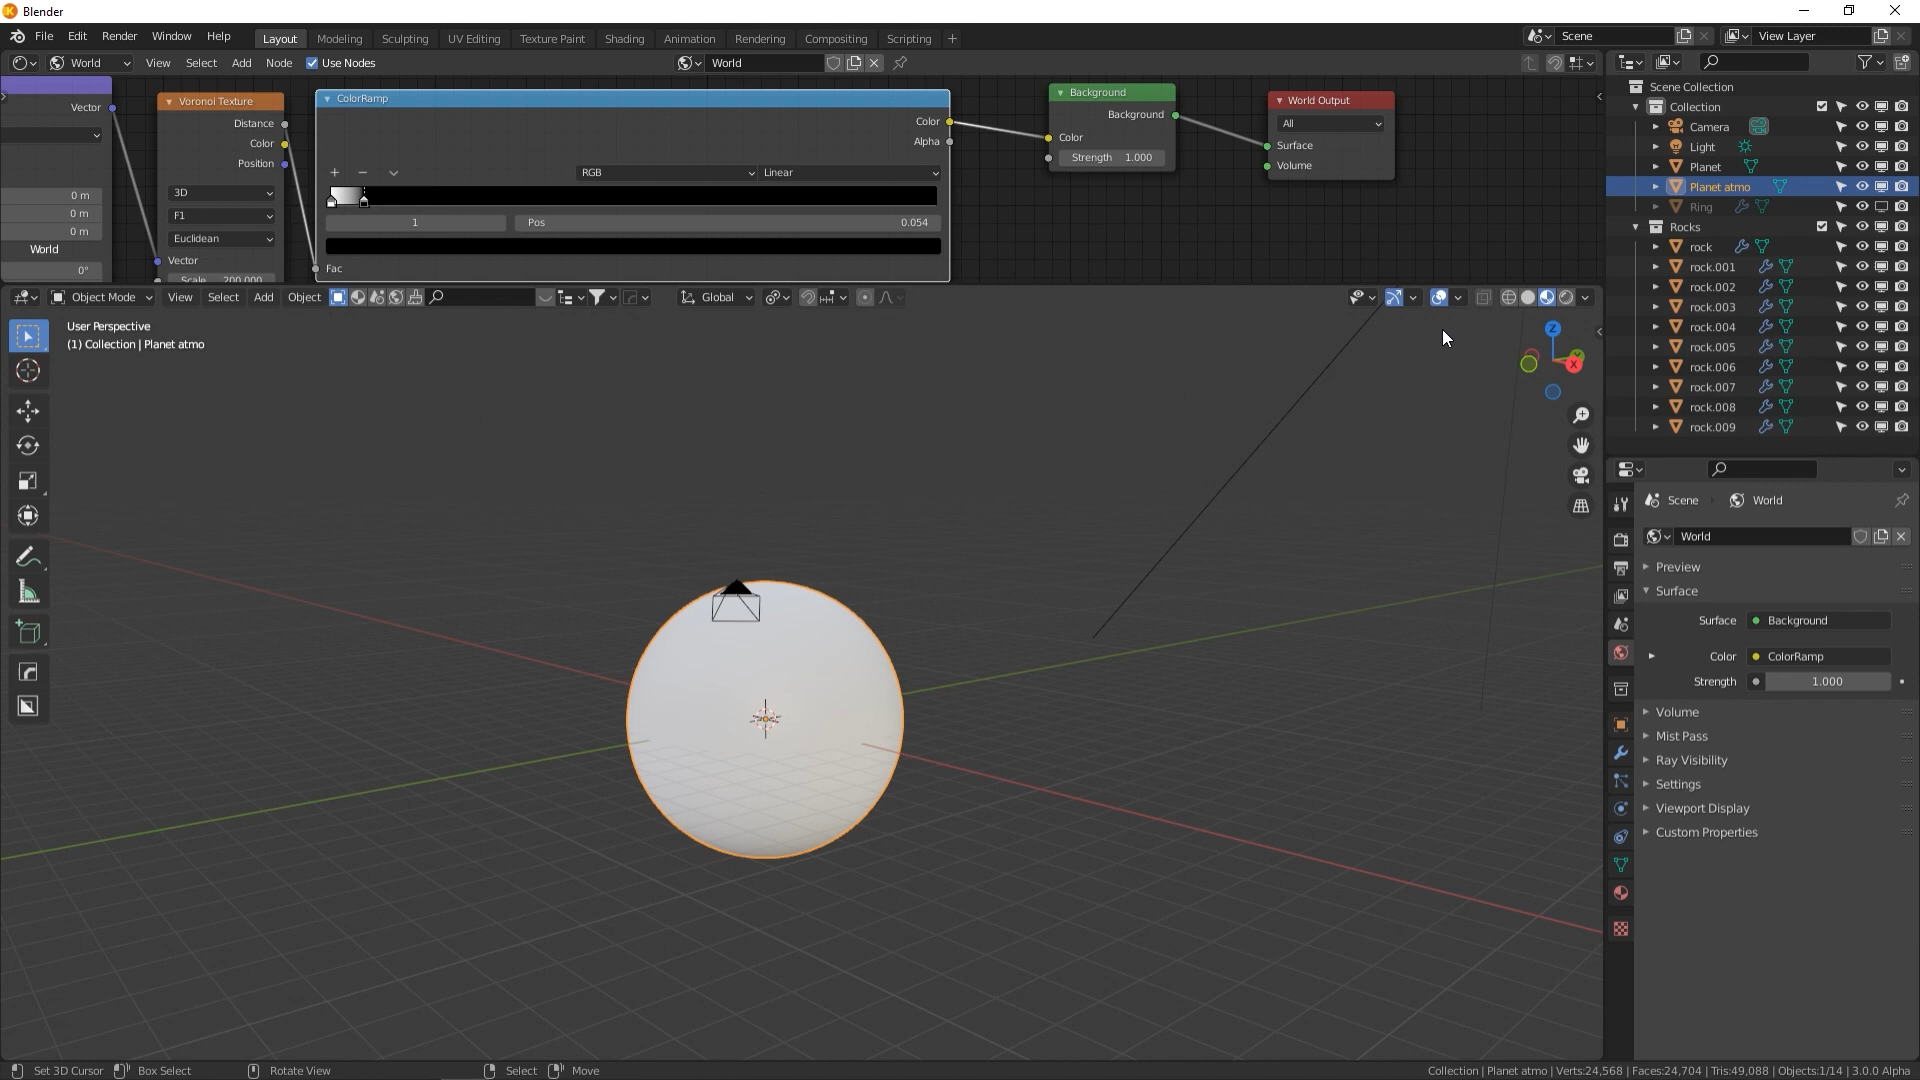 Blender
File Edit Render Window Help Layout Modeling Sculpting UV Editing Texture Paint Shading Animation Rendering Compositing Scripting + Scene View Layer
World View Select Add Node Use Nodes World
Vector
0 m
0 m
0 m
World
0°
Voronoi Texture
Distance
Color
Position
3D
F1
Euclidean
Vector
Scale 200.000
ColorRamp
Color
Alpha
RGB Linear
1 Pos 0.054
Fac
Background
Background
Color
Strength 1.000
World Output
All
Surface
Volume
Object Mode View Select Add Object Global
User Perspective
(1) Collection | Planet atmo
Z
X
Scene Collection
Collection
Camera
Light
Planet
Planet atmo
Ring
Rocks
rock
rock.001
rock.002
rock.003
rock.004
rock.005
rock.006
rock.007
rock.008
rock.009
Scene World
World
Preview
Surface
Surface Background
Color ColorRamp
Strength 1.000
Volume
Mist Pass
Ray Visibility
Settings
Viewport Display
Custom Properties
Set 3D Cursor Box Select Rotate View Select Move Collection | Planet atmo | Verts:24,568 | Faces:24,704 | Tris:49,088 | Objects:1/14 | 3.0.0 Alpha